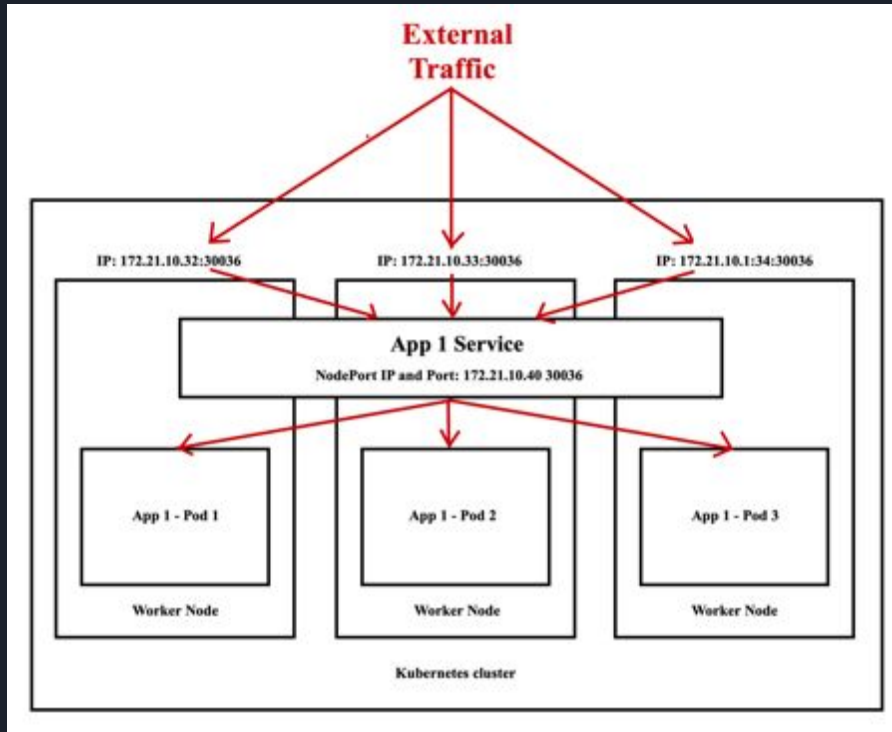 External
Traffic
IP: 172.21.10.32:30036
IP: 172.21.10.33:30036
IP: 172.21.10.1:34:30036
App 1 Service
NodePort IP and Port: 172.21.10.40 30036
App 1 - Pod 1
App 1 - Pod 2
App 1 - Pod 3
Worker Node
Worker Node
Worker Node
Kubernetes cluster